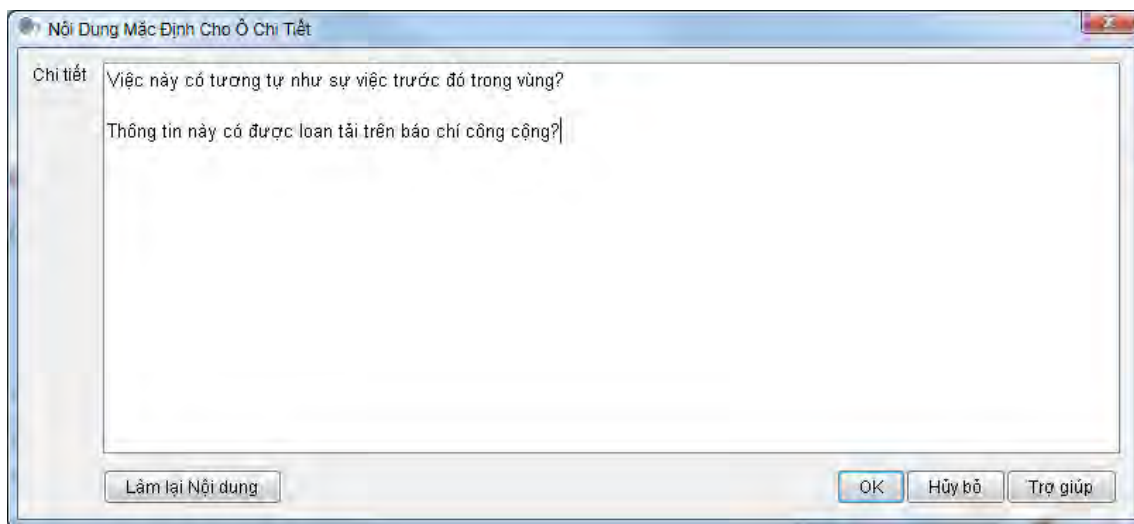 Nội Dung Mặc Định Cho Ô Chi Tiết
Chi tiết
Việc này có tương tự như sự việc trước đó trong vùng?
Thông tin này có được loan tải trên báo chí công cộng?
Làm lại Nội dung
OK
Hủy bỏ
Trợ giúp